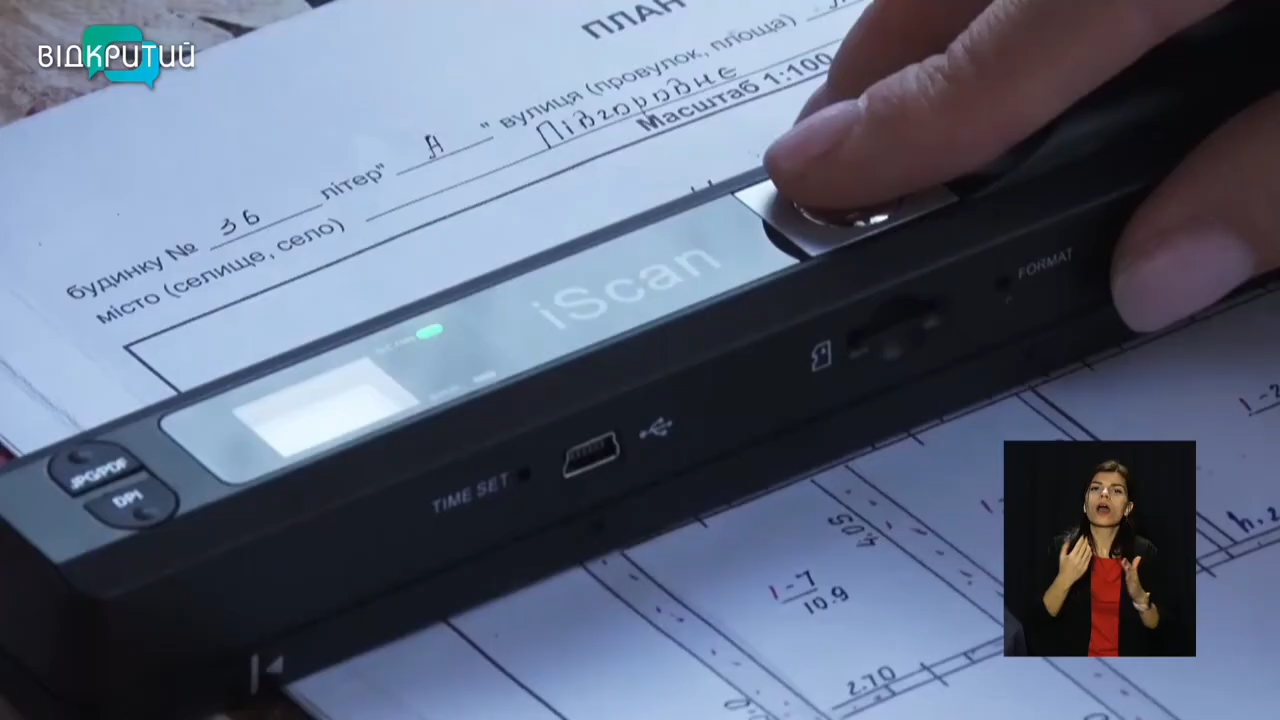 ВІДКРИТИЙ
ПЛАН
будинку № 36 літер" А " вулиця (провулок, площа)
місто (селище, село) Підгороднє
Масштаб 1:100
iScan
FORMAT
TIME SET
JPG/PDF
DPI
4.05
1-7
10.9
2.70